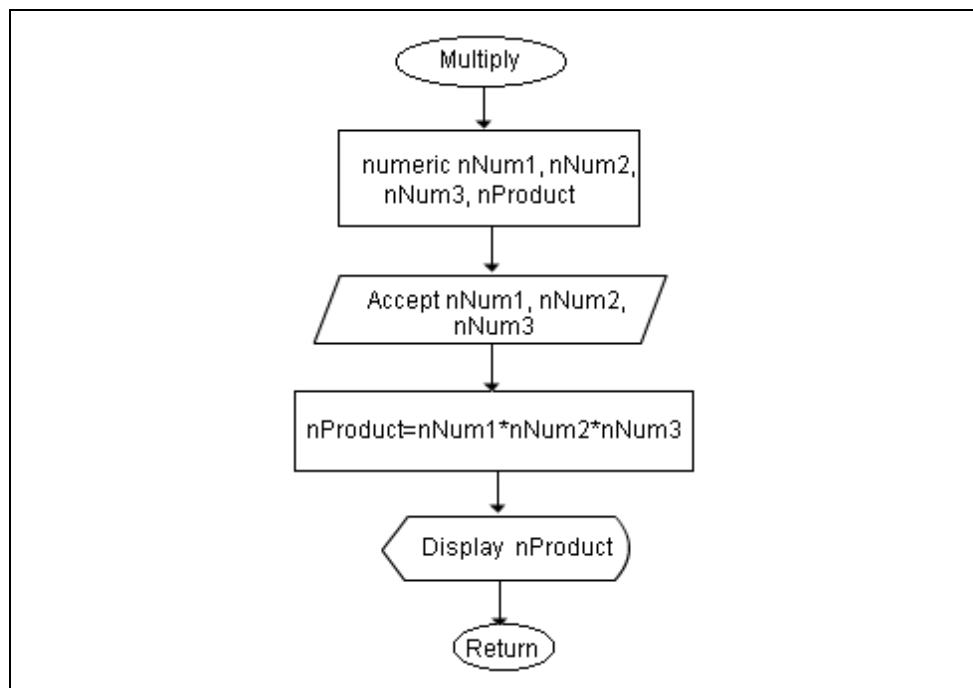 Multiply
numeric nNum1, nNum2,
nNum3, nProduct
Accept nNum1, nNum2,
nNum3
nProduct=nNum1*nNum2*nNum3
Display nProduct
Return